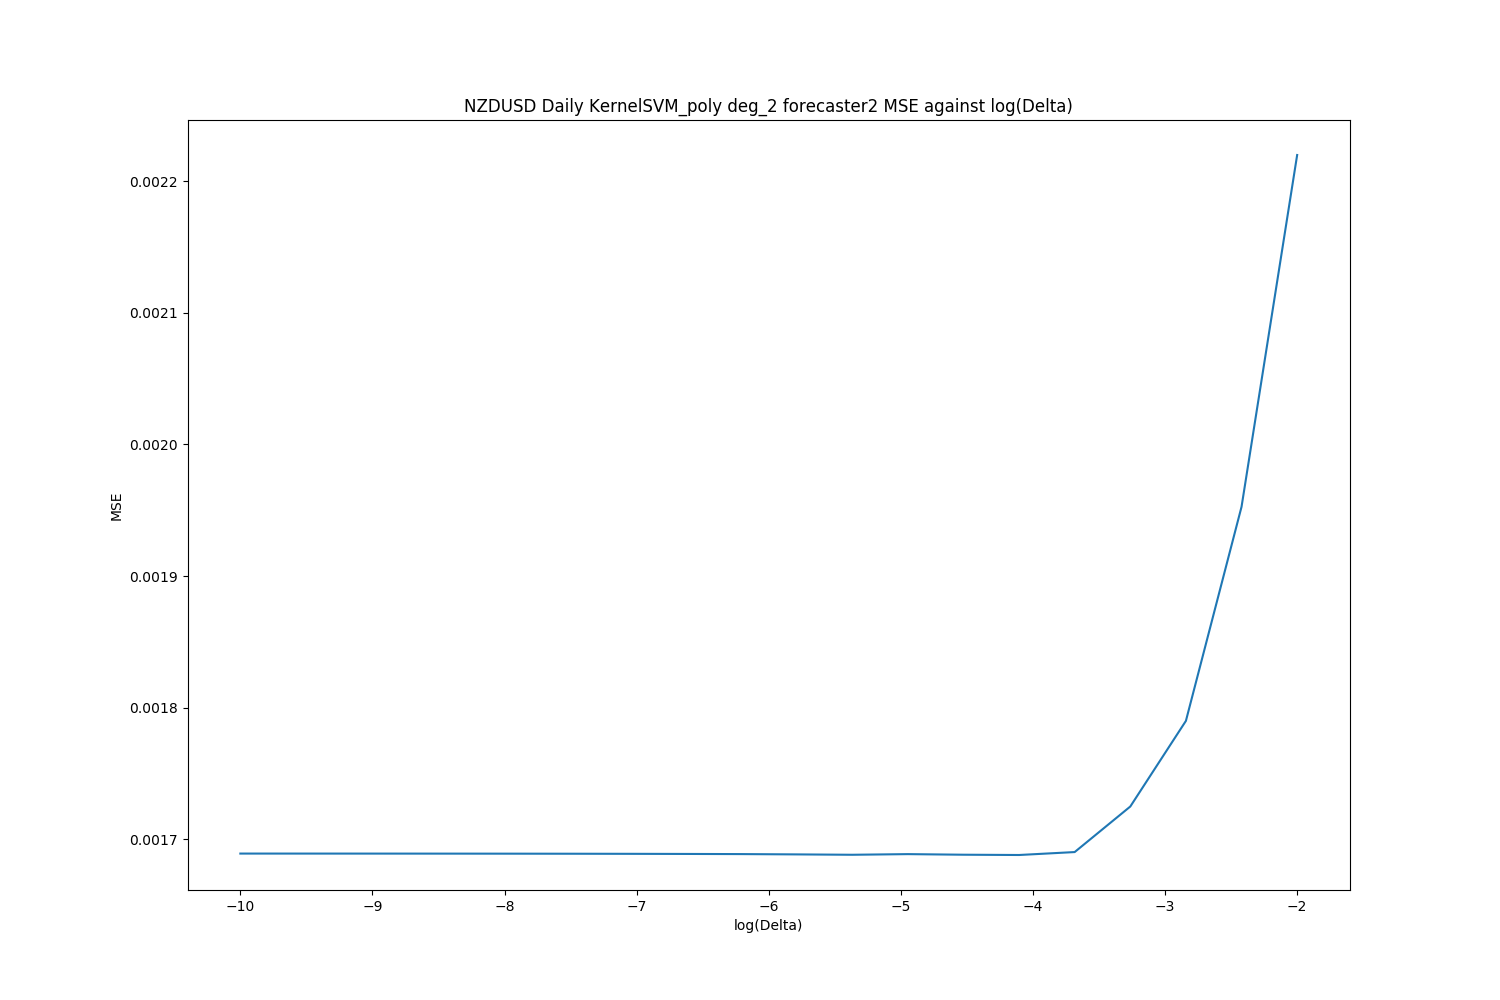 NZDUSD Daily KernelSVM_poly deg_2 forecaster2 MSE against log(Delta)
0.0022
0.0021
0.0020
MSE
0.0019
0.0018
0.0017
−10 −9 −8 −7 −6 −5 −4 −3 −2
log(Delta)